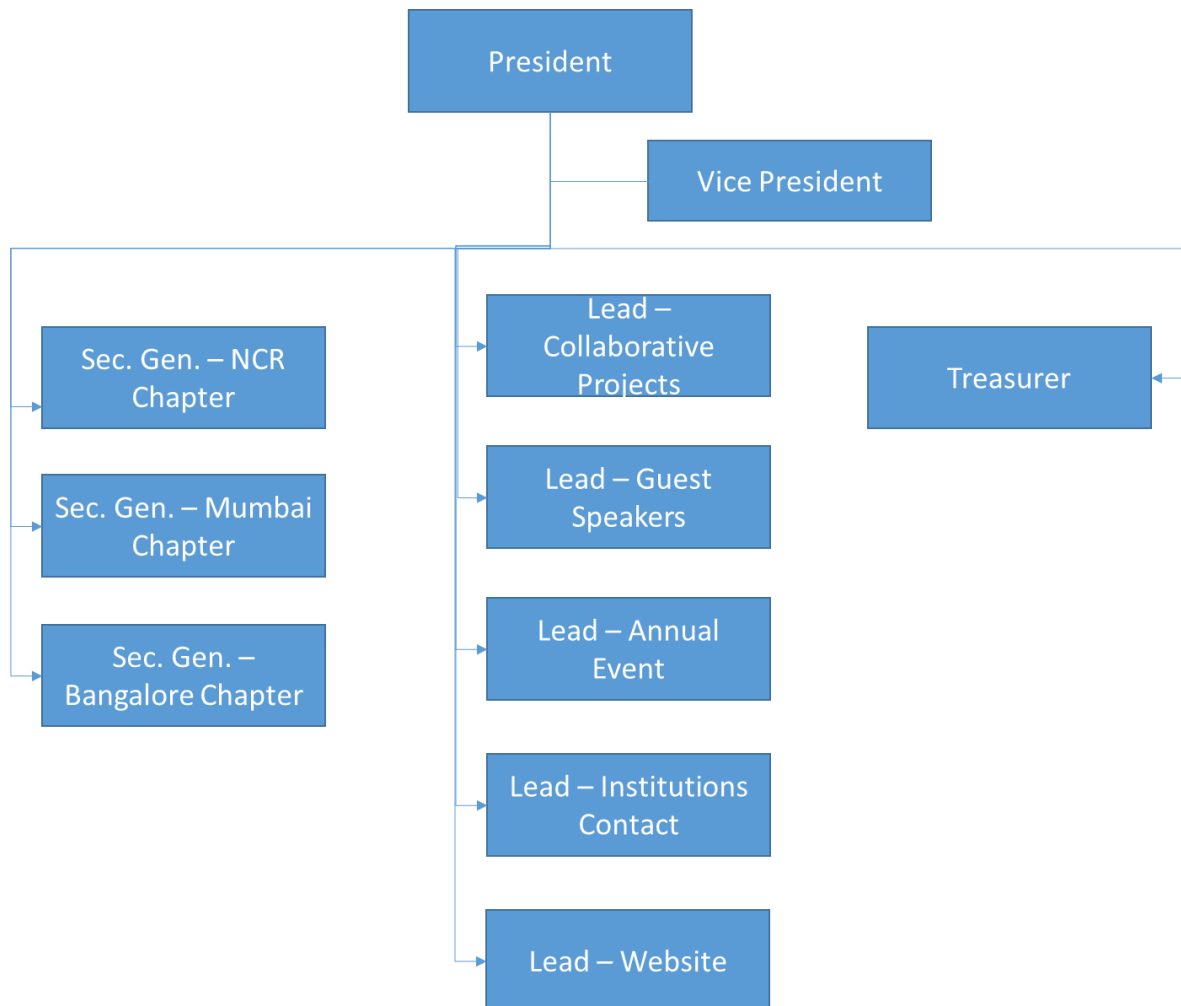 President
Vice President
Sec. Gen. – NCR
Chapter
Sec. Gen. – Mumbai
Chapter
Sec. Gen. –
Bangalore Chapter
Lead –
Collaborative
Projects
Lead – Guest
Speakers
Lead – Annual
Event
Lead – Institutions
Contact
Lead – Website
Treasurer